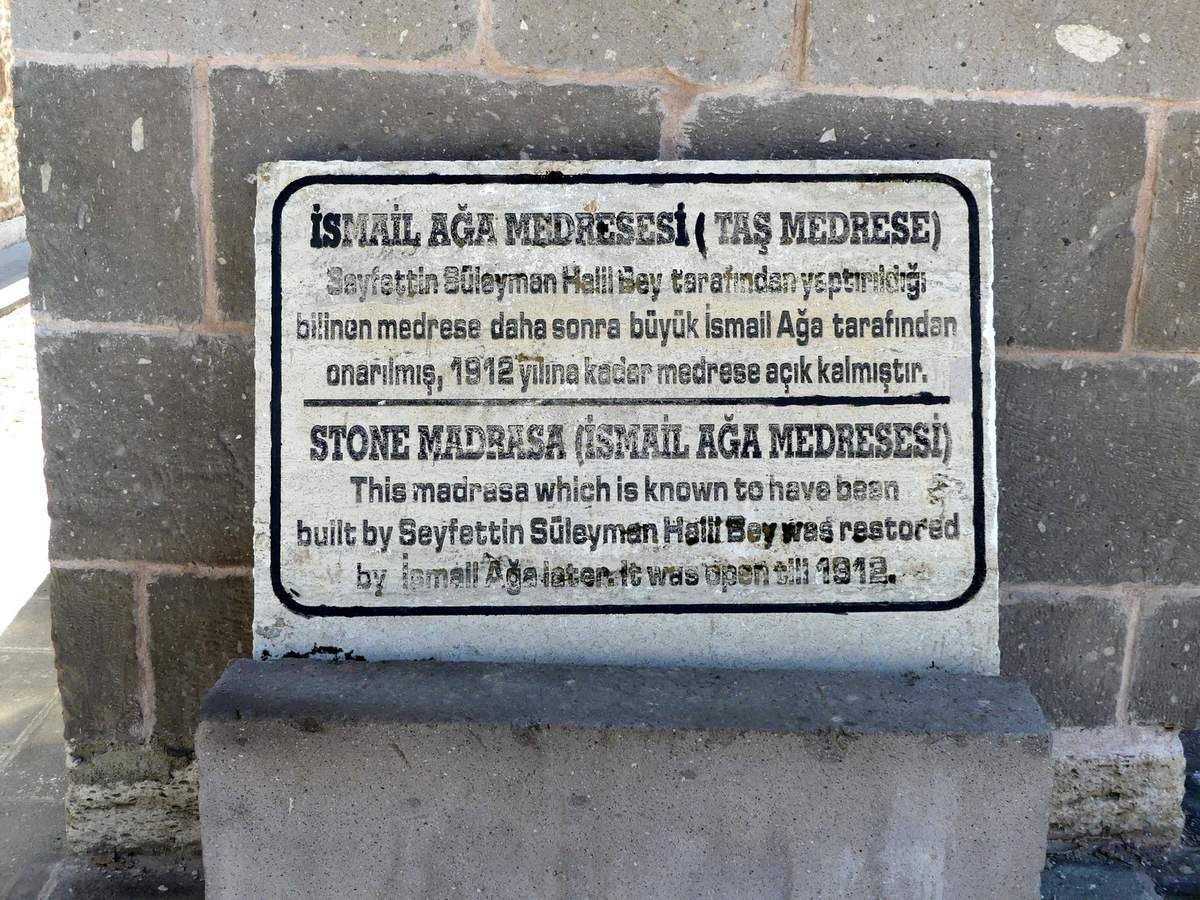 İSMAİL AĞA MEDRESESİ ( TAŞ MEDRESE)
Seyfettin Süleyman Halil Bey tarafından yaptırıldığı
bilinen medrese daha sonra büyük İsmail Ağa tarafından
onarılmış, 1912 yılına kadar medrese açık kalmıştır.
STONE MADRASA (İSMAİL AĞA MEDRESESİ)
This madrasa which is known to have been
built by Seyfettin Süleyman Halil Bey was restored
by İsmail Ağa later. It was open till 1912.